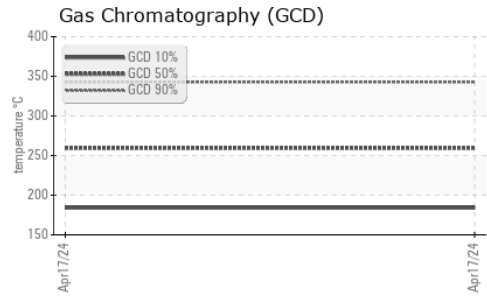 Gas Chromatography (GCD)
temperature °C
400
350
300
250
200
150
GCD 10%
GCD 50%
GCD 90%
Apr17/24
Apr17/24